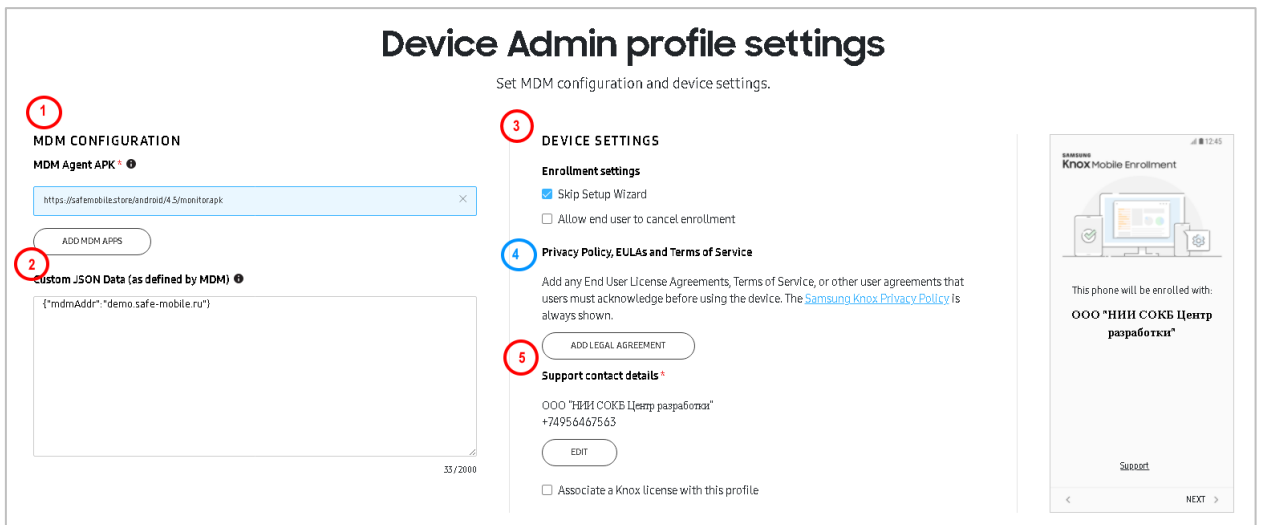 Device Admin profile settings
Set MDM configuration and device settings.
1
MDM CONFIGURATION
MDM Agent APK *
https://safemobile.store/android/4.5/monitor.apk
ADD MDM APPS
2
Custom JSON Data (as defined by MDM)
{"mdmAddr":"demo.safe-mobile.ru"}
33/2000
3
DEVICE SETTINGS
Enrollment settings
Skip Setup Wizard
Allow end user to cancel enrollment
4
Privacy Policy, EULAs and Terms of Service
Add any End User License Agreements, Terms of Service, or other user agreements that
users must acknowledge before using the device. The Samsung Knox Privacy Policy is
always shown.
ADD LEGAL AGREEMENT
5
Support contact details *
ООО "НИИ СОКБ Центр разработки"
+74956467563
EDIT
Associate a Knox license with this profile
12:45
SAMSUNG
Knox Mobile Enrollment
This phone will be enrolled with:
ООО "НИИ СОКБ Центр
разработки"
Support
< NEXT >